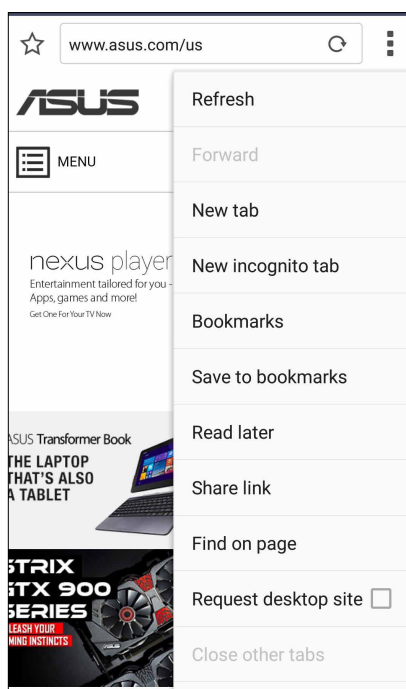 www.asus.com/us
ASUS
MENU
nexus player
Entertainment tailored for you -
Apps, games and more!
Get One For Your TV Now
ASUS Transformer Book
THE LAPTOP
THAT'S ALSO
A TABLET
STRIX
GTX 900
SERIES
LEASH YOUR
MING INSTINCTS
Refresh
Forward
New tab
New incognito tab
Bookmarks
Save to bookmarks
Read later
Share link
Find on page
Request desktop site
Close other tabs